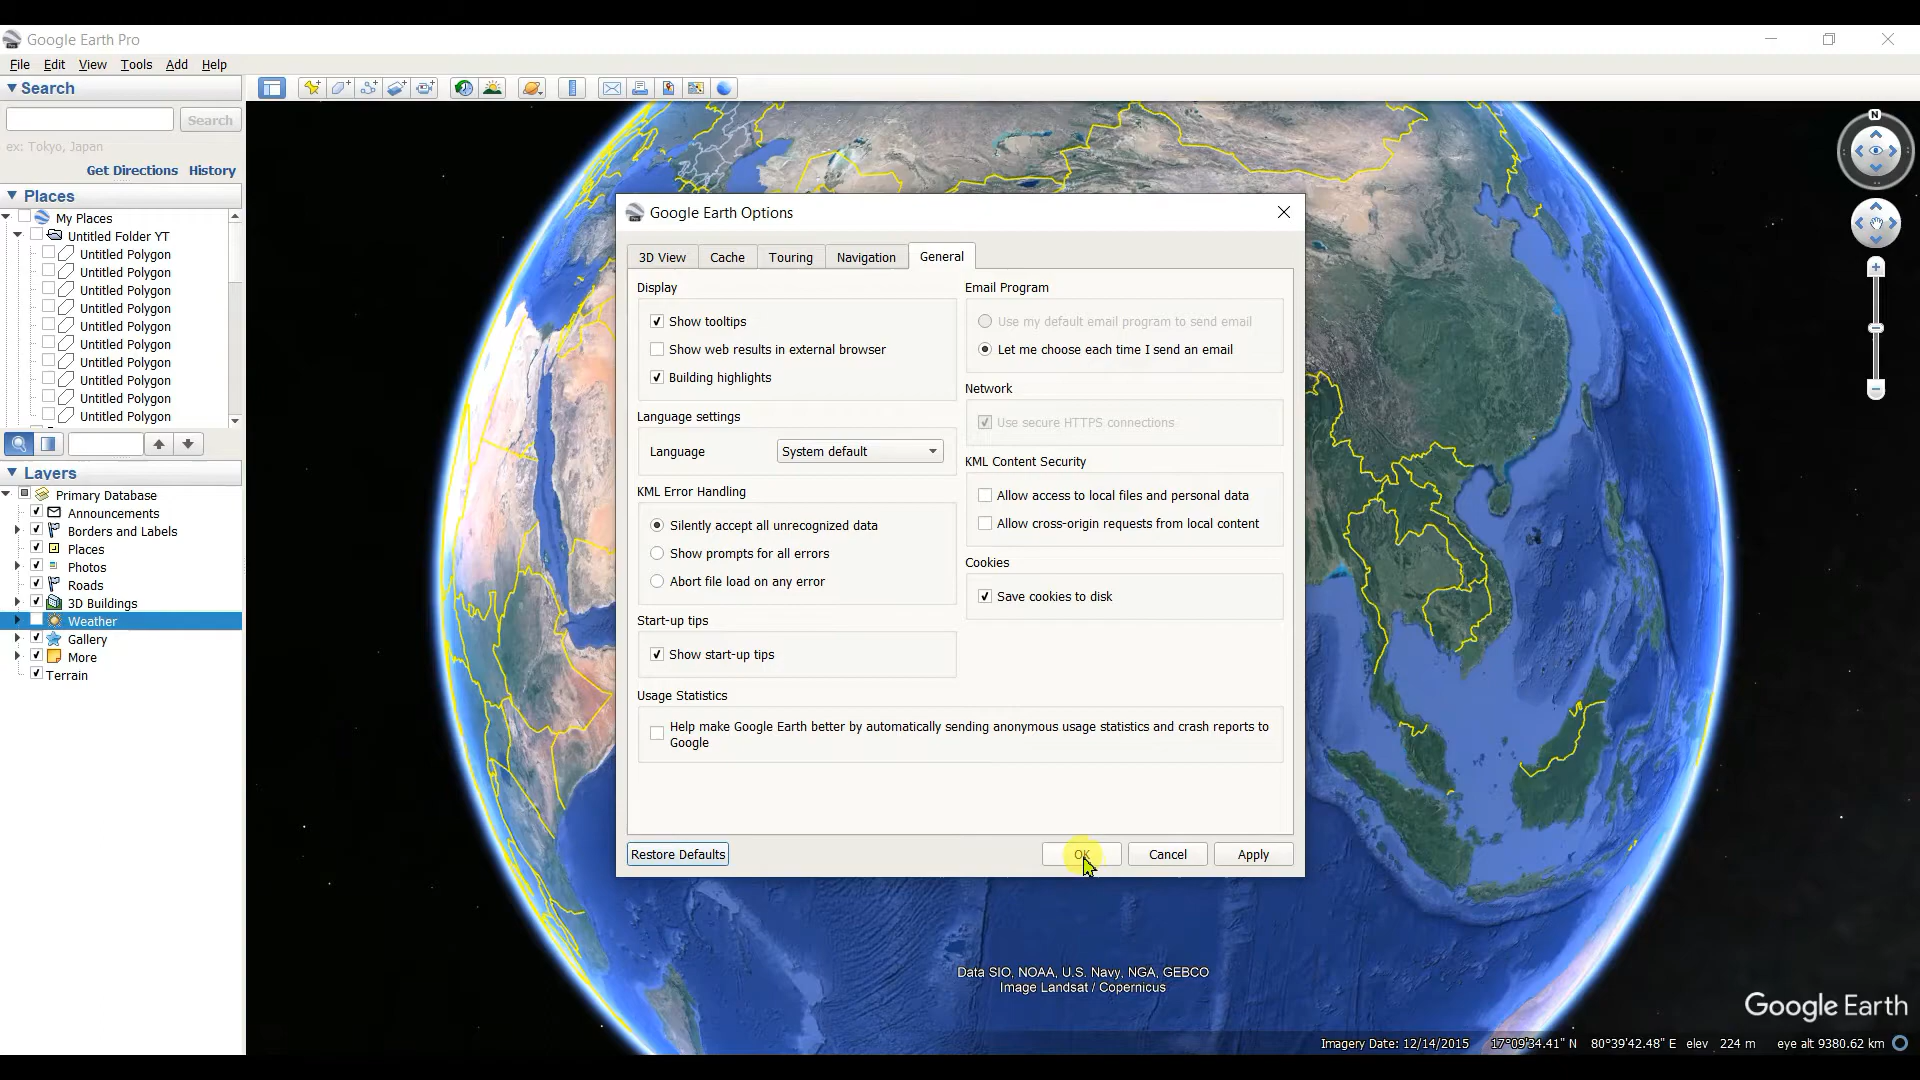 Google Earth Pro
File Edit View Tools Add Help
Search
Search
ex: Tokyo, Japan
Get Directions History
Places
My Places
Untitled Folder YT
Untitled Polygon
Untitled Polygon
Untitled Polygon
Untitled Polygon
Untitled Polygon
Untitled Polygon
Untitled Polygon
Untitled Polygon
Untitled Polygon
Untitled Polygon
Layers
Primary Database
Announcements
Borders and Labels
Places
Photos
Roads
3D Buildings
Weather
Gallery
More
Terrain
Google Earth Options
3D View Cache Touring Navigation General
Display
Show tooltips
Show web results in external browser
Building highlights
Language settings
Language System default
KML Error Handling
Silently accept all unrecognized data
Show prompts for all errors
Abort file load on any error
Start-up tips
Show start-up tips
Email Program
Use my default email program to send email
Let me choose each time I send an email
Network
Use secure HTTPS connections
KML Content Security
Allow access to local files and personal data
Allow cross-origin requests from local content
Cookies
Save cookies to disk
Usage Statistics
Help make Google Earth better by automatically sending anonymous usage statistics and crash reports to
Google
Restore Defaults OK Cancel Apply
N
Data SIO, NOAA, U.S. Navy, NGA, GEBCO
Image Landsat / Copernicus
Google Earth
Imagery Date: 12/14/2015 17°09'34.41" N 80°39'42.48" E elev 224 m eye alt 9380.62 km